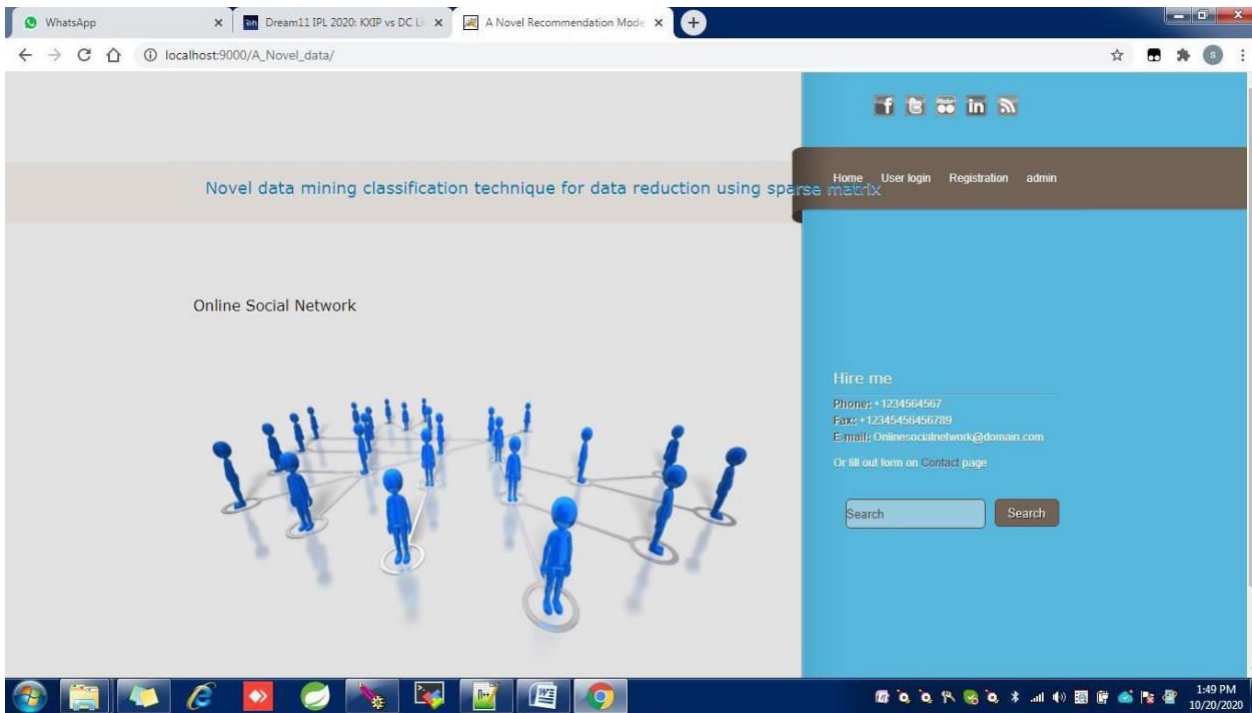 WhatsApp
Dream11 IPL 2020: KXIP vs DC Li
A Novel Recommendation Mode
localhost:9000/A_Novel_data/
Novel data mining classification technique for data reduction using sparse matrix
Home User login Registration admin
Online Social Network
Hire me
Phone: +1234564567
Fax: +12345456456789
E-mail: Onlinesocialnetwork@domain.com
Or fill out form on Contact page
Search Search
1:49 PM
10/20/2020